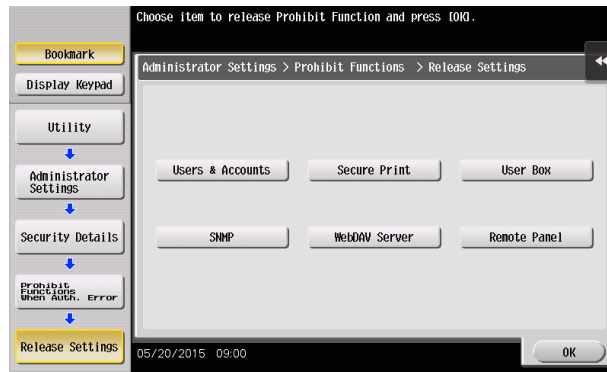 Choose item to release Prohibit Function and press [OK].
Bookmark
Display Keypad
Utility
Administrator
Settings
Security Details
Prohibit
Functions
When Auth. Error
Release Settings
Administrator Settings > Prohibit Functions > Release Settings
Users & Accounts
Secure Print
User Box
SNMP
WebDAV Server
Remote Panel
05/20/2015 09:00
OK